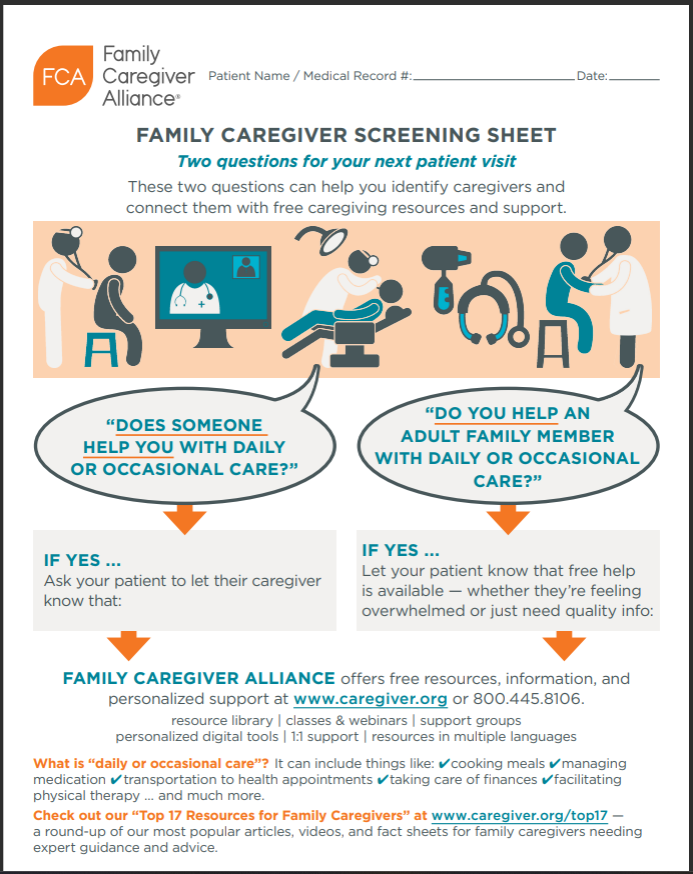 FCA
Family
Caregiver
Alliance®
Patient Name / Medical Record #:____________________ Date:_______
FAMILY CAREGIVER SCREENING SHEET
Two questions for your next patient visit
These two questions can help you identify caregivers and
connect them with free caregiving resources and support.
“DOES SOMEONE
HELP YOU WITH DAILY
OR OCCASIONAL CARE?”
“DO YOU HELP AN
ADULT FAMILY MEMBER
WITH DAILY OR OCCASIONAL
CARE?”
IF YES ...
Ask your patient to let their caregiver
know that:
IF YES ...
Let your patient know that free help
is available — whether they’re feeling
overwhelmed or just need quality info:
FAMILY CAREGIVER ALLIANCE offers free resources, information, and
personalized support at www.caregiver.org or 800.445.8106.
resource library | classes & webinars | support groups
personalized digital tools | 1:1 support | resources in multiple languages
What is “daily or occasional care”? It can include things like: ✔cooking meals ✔managing
medication ✔transportation to health appointments ✔taking care of finances ✔facilitating
physical therapy ... and much more.
Check out our “Top 17 Resources for Family Caregivers” at www.caregiver.org/top17 —
a round-up of our most popular articles, videos, and fact sheets for family caregivers needing
expert guidance and advice.